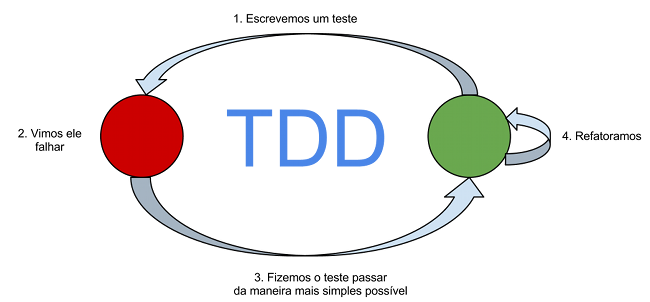 1. Escrevemos um teste
2. Vimos ele
falhar
TDD
4. Refatoramos
3. Fizemos o teste passar
da maneira mais simples possível